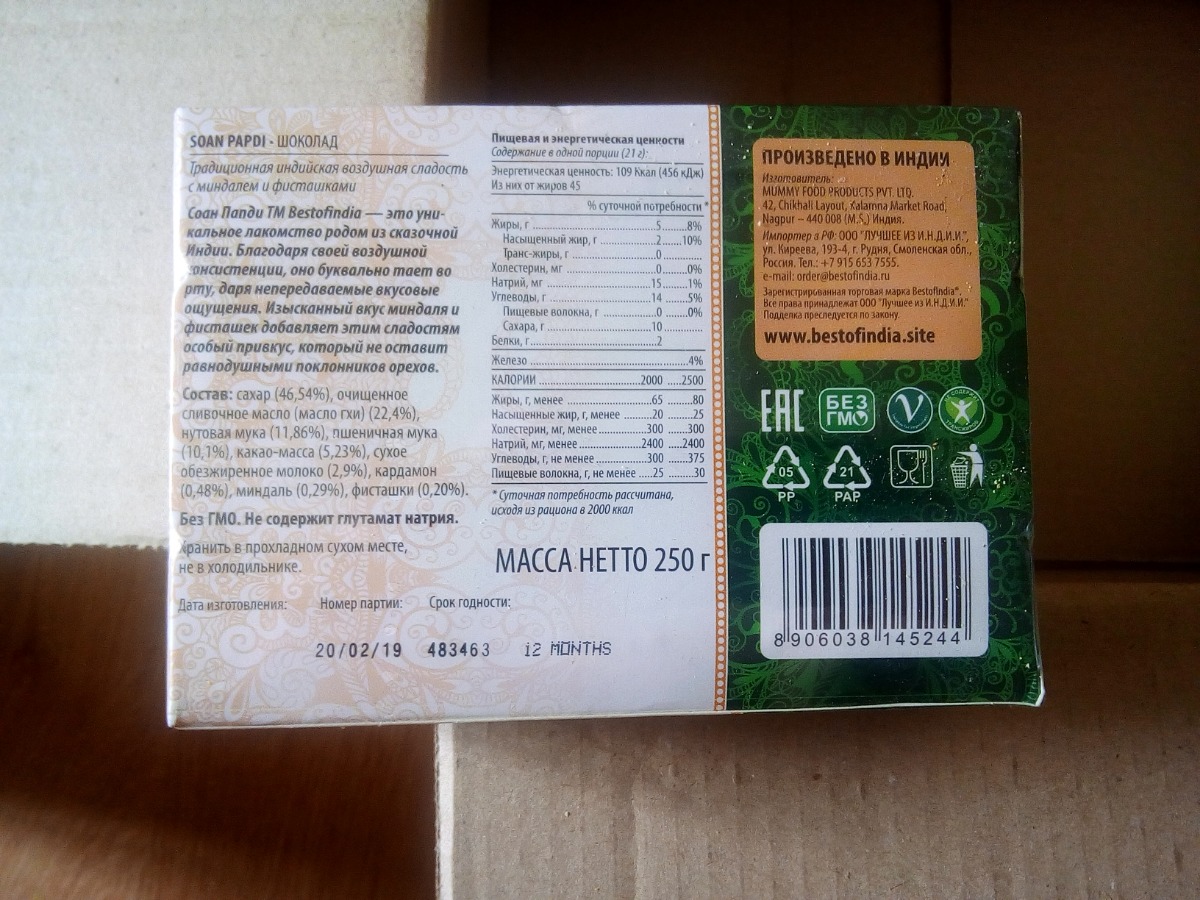 SOAN PAPDI - ШОКОЛАД
Традиционная индийская воздушная сладость
с миндалем и фисташками
Соан Папди ТМ Bestofindia — это уни-
кальное лакомство родом из сказочной
Индии. Благодаря своей воздушной
консистенции, оно буквально тает во
рту, даря непередаваемые вкусовые
ощущения. Изысканный вкус миндаля и
фисташек добавляет этим сладостям
особый привкус, который не оставит
равнодушными поклонников орехов.
Состав: сахар (46,54%), очищенное
сливочное масло (масло гхи) (22,4%),
нутовая мука (11,86%), пшеничная мука
(10,1%), какао-масса (5,23%), сухое
обезжиренное молоко (2,9%), кардамон
(0,48%), миндаль (0,29%), фисташки (0,20%).
Без ГМО. Не содержит глутамат натрия.
Хранить в прохладном сухом месте,
не в холодильнике.
Дата изготовления: Номер партии: Срок годности:
20/02/19 483463 12 MONTHS
Пищевая и энергетическая ценности
Содержание в одной порции (21 г):
Энергетическая ценность: 109 Ккал (456 кДж)
Из них от жиров 45
% суточной потребности *
Жиры, г 5 8%
Насыщенный жир, г 2 10%
Транс-жиры, г 0
Холестерин, мг 0 0%
Натрий, мг 15 1%
Углеводы, г 14 5%
Пищевые волокна, г 0 0%
Сахара, г 10
Белки, г 2
Железо 4%
КАЛОРИИ 2000 2500
Жиры, г, менее 65 80
Насыщенные жир, г, менее 20 25
Холестерин, мг, менее 300 300
Натрий, мг, менее 2400 2400
Углеводы, г, не менее 300 375
Пищевые волокна, г, не менее 25 30
* Суточная потребность рассчитана,
исходя из рациона в 2000 ккал
МАССА НЕТТО 250 г
ПРОИЗВЕДЕНО В ИНДИИ
Изготовитель:
MUMMY FOOD PRODUCTS PVT. LTD.
42, Chikhali Layout, Kalamna Market Road,
Nagpur – 440 008 (M.S.) Индия.
Импортер в РФ: ООО "ЛУЧШЕЕ ИЗ И.Н.Д.И.И.",
ул. Киреева, 193-4, г. Рудня, Смоленская обл.,
Россия. Тел.: +7 915 653 7555.
e-mail: order@bestofindia.ru
Зарегистрированная торговая марка BestofIndia®.
Все права принадлежат ООО "Лучшее из И.Н.Д.И.И."
Подделка преследуется по закону.
www.bestofindia.site
EAC
БЕЗ
ГМО
V
05
PP
21
PAP
8 906038 145244